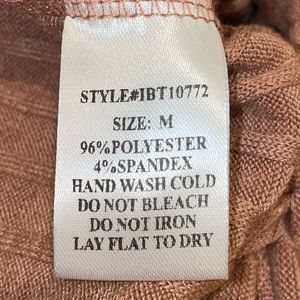 STYLE#IBT10772
SIZE: M
96%POLYESTER
4%SPANDEX
HAND WASH COLD
DO NOT BLEACH
DO NOT IRON
LAY FLAT TO DRY